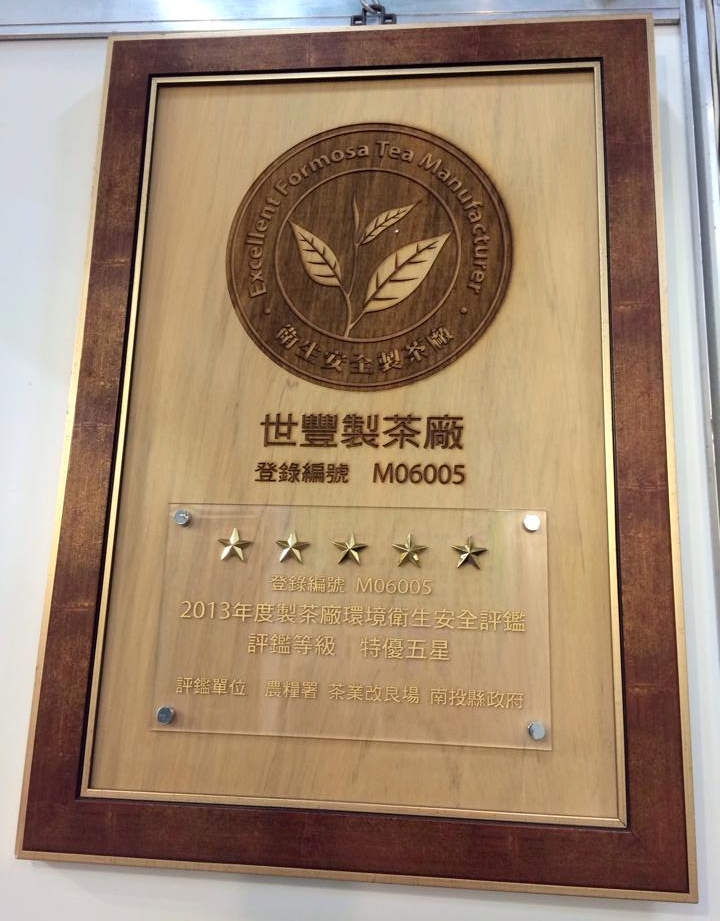 Excellent Formosa Tea Manufacturer
衛生安全製茶廠
世豐製茶廠
登錄編號 M06005
登錄編號 M06005
2013年度製茶廠環境衛生安全評鑑
評鑑等級 特優五星
評鑑單位 農糧署 茶業改良場 南投縣政府